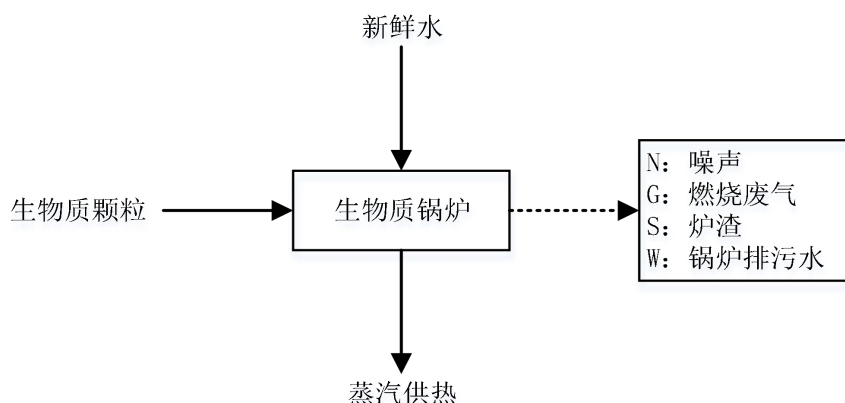 新鲜水
生物质颗粒
生物质锅炉
N: 噪声
G: 燃烧废气
S: 炉渣
W: 锅炉排污水
蒸汽供热